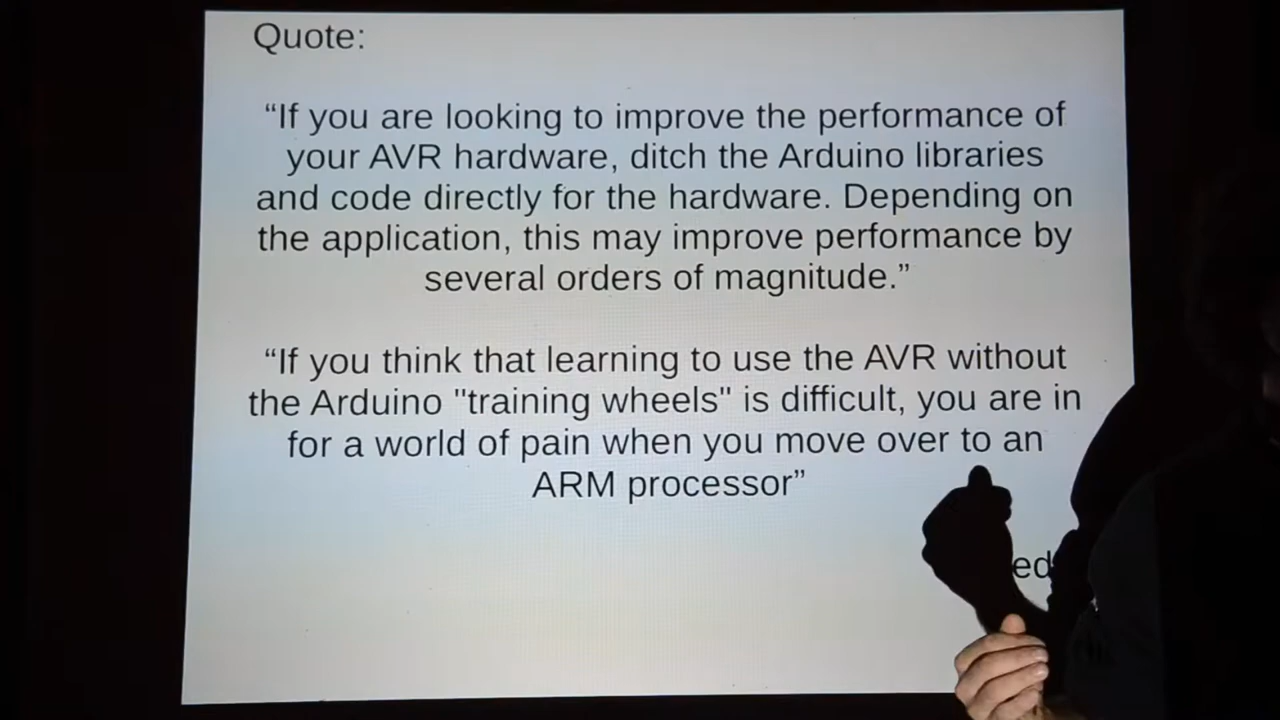 Quote:
“If you are looking to improve the performance of
your AVR hardware, ditch the Arduino libraries
and code directly for the hardware. Depending on
the application, this may improve performance by
several orders of magnitude.”
“If you think that learning to use the AVR without
the Arduino "training wheels" is difficult, you are in
for a world of pain when you move over to an
ARM processor”